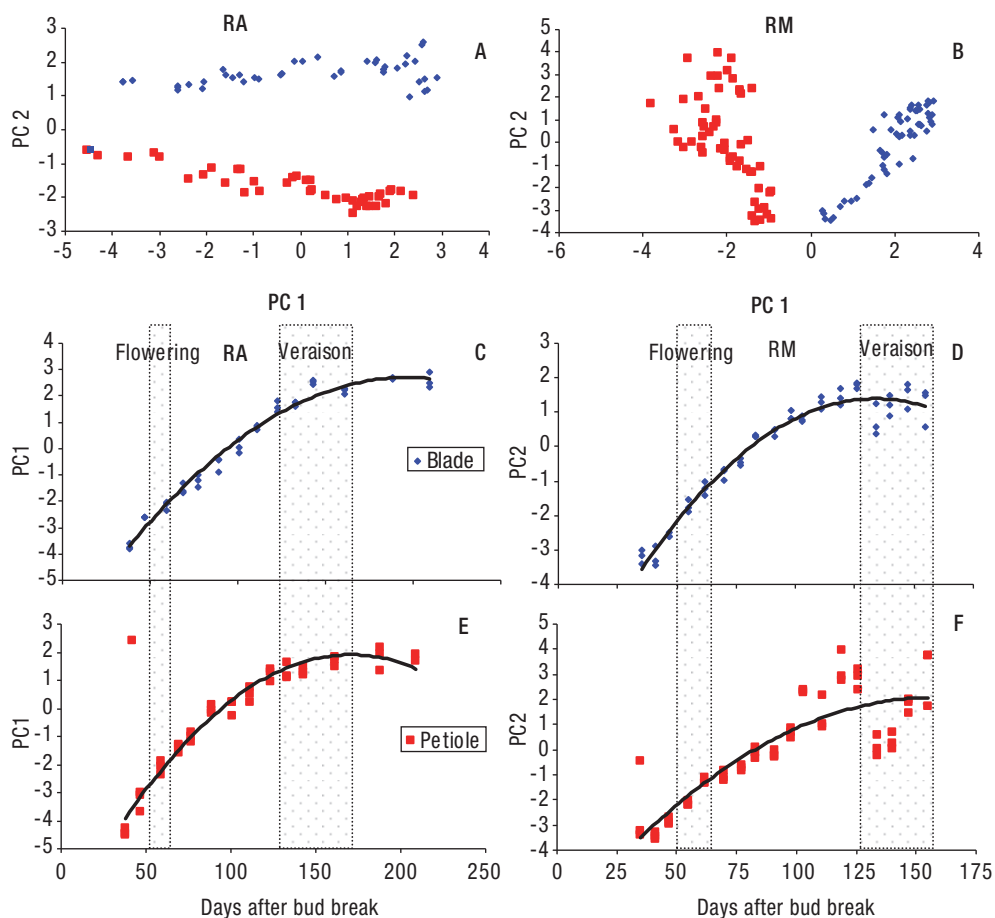 RA
A
PC 2
3
2
1
0
-1
-2
-3
-5 -4 -3 -2 -1 0 1 2 3 4
PC 1
RM
B
PC 2
5
4
3
2
1
0
-1
-2
-3
-4
-6 -4 -2 0 2 4
PC 1
Flowering RA Veraison C
PC1
4
3
2
1
0
-1
-2
-3
-4
-5
Blade
Flowering RM Veraison D
PC2
3
2
1
0
-1
-2
-3
-4
E
PC1
3
2
1
0
-1
-2
-3
-4
-5
Petiole
0 50 100 150 200 250
Days after bud break
F
PC2
5
4
3
2
1
0
-1
-2
-3
-4
0 25 50 75 100 125 150 175
Days after bud break